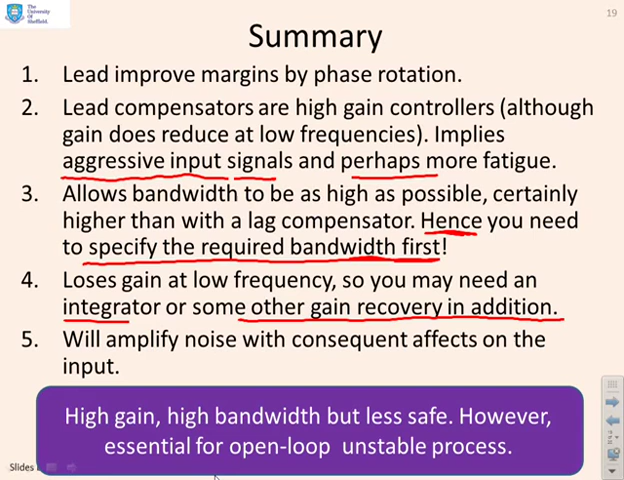 The
University
Of
Sheffield.
19
Summary
1. Lead improve margins by phase rotation.
2. Lead compensators are high gain controllers (although
gain does reduce at low frequencies). Implies
aggressive input signals and perhaps more fatigue.
3. Allows bandwidth to be as high as possible, certainly
higher than with a lag compensator. Hence you need
to specify the required bandwidth first!
4. Loses gain at low frequency, so you may need an
integrator or some other gain recovery in addition.
5. Will amplify noise with consequent affects on the
input.
High gain, high bandwidth but less safe. However,
essential for open-loop unstable process.
Slides